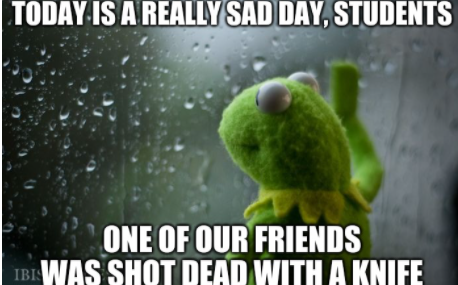 TODAY IS A REALLY SAD DAY, STUDENTS
ONE OF OUR FRIENDS
WAS SHOT DEAD WITH A KNIFE